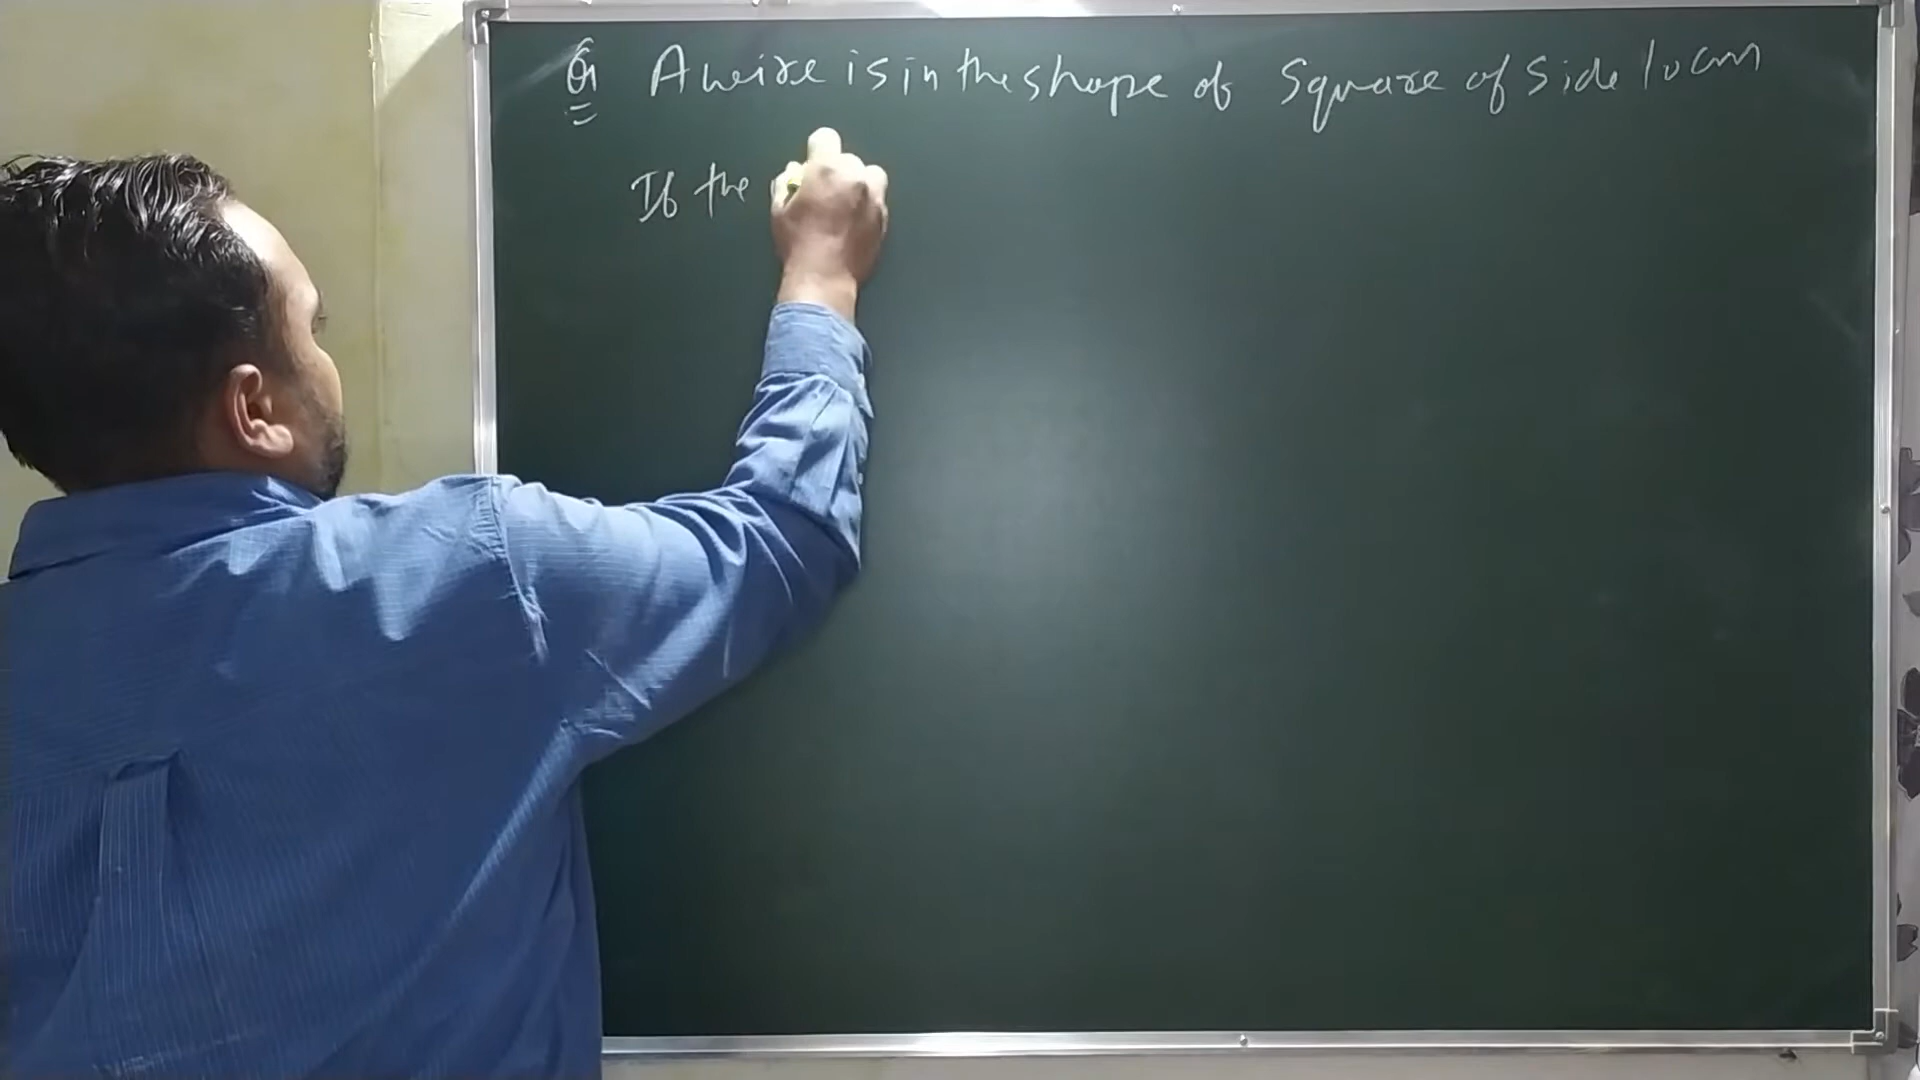 Q1 A wire is in the shape of Square of Side 10cm
If the